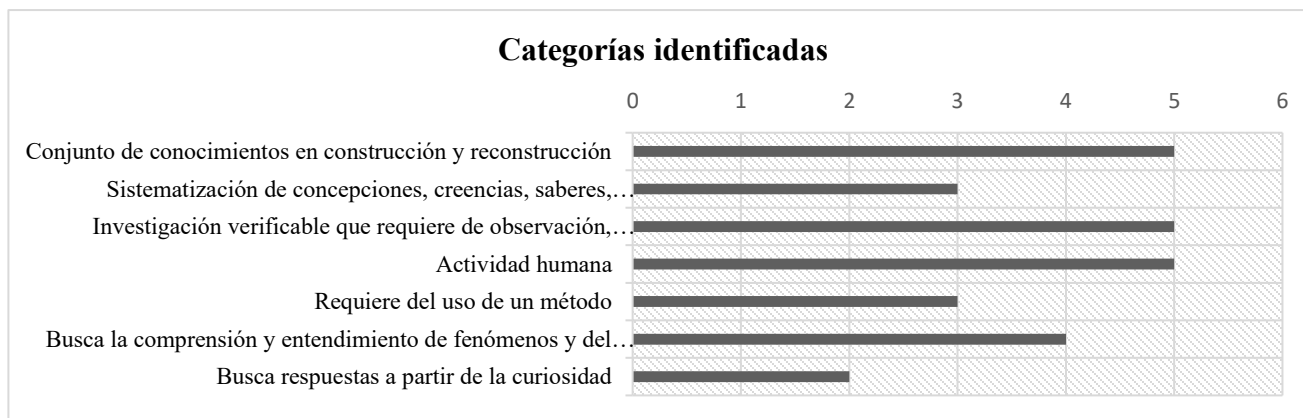 Categorías identificadas
0 1 2 3 4 5 6
Conjunto de conocimientos en construcción y reconstrucción
Sistematización de concepciones, creencias, saberes,…
Investigación verificable que requiere de observación,…
Actividad humana
Requiere del uso de un método
Busca la comprensión y entendimiento de fenómenos y del…
Busca respuestas a partir de la curiosidad